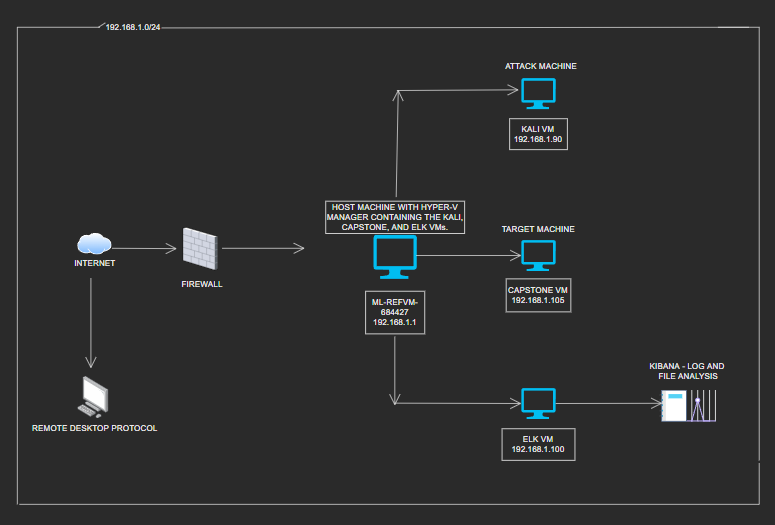 192.168.1.0/24
ATTACK MACHINE
KALI VM
192.168.1.90
HOST MACHINE WITH HYPER-V
MANAGER CONTAINING THE KALI,
CAPSTONE, AND ELK VMs.
TARGET MACHINE
INTERNET
FIREWALL
ML-REFVM-
684427
192.168.1.1
CAPSTONE VM
192.168.1.105
KIBANA - LOG AND
FILE ANALYSIS
REMOTE DESKTOP PROTOCOL
ELK VM
192.168.1.100